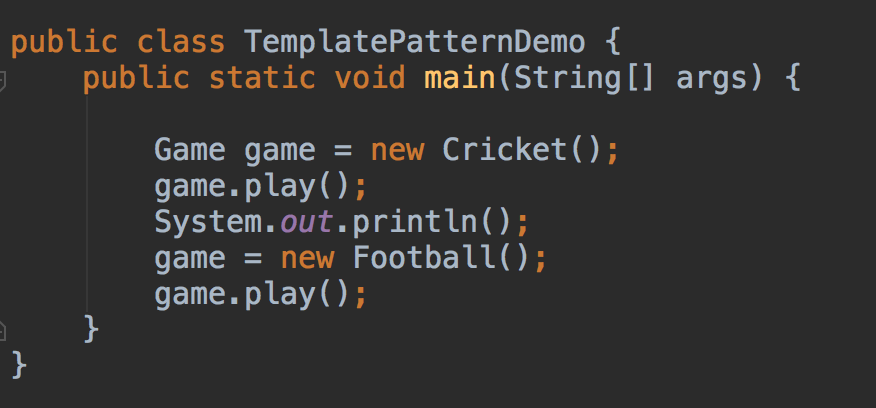 public class TemplatePatternDemo {
    public static void main(String[] args) {
        Game game = new Cricket();
        game.play();
        System.out.println();
        game = new Football();
        game.play();
    }
}